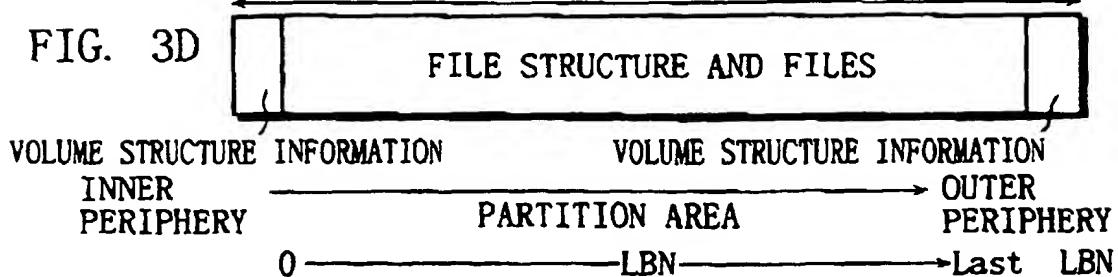 FIG. 3D
FILE STRUCTURE AND FILES
VOLUME STRUCTURE INFORMATION
VOLUME STRUCTURE INFORMATION
INNER PERIPHERY
PARTITION AREA
OUTER PERIPHERY
0 LBN Last LBN